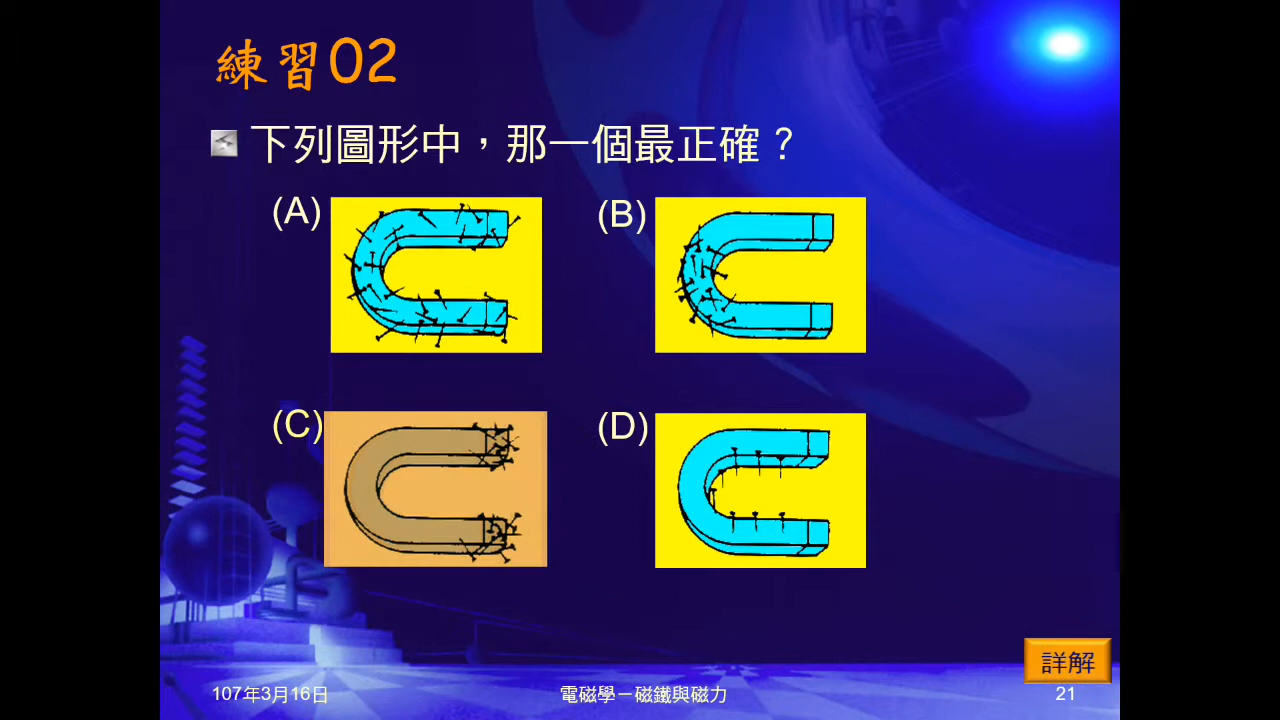 練習02
下列圖形中，那一個最正確？
(A) (B)
(C) (D)
詳解
107年3月16日 電磁學－磁鐵與磁力 21